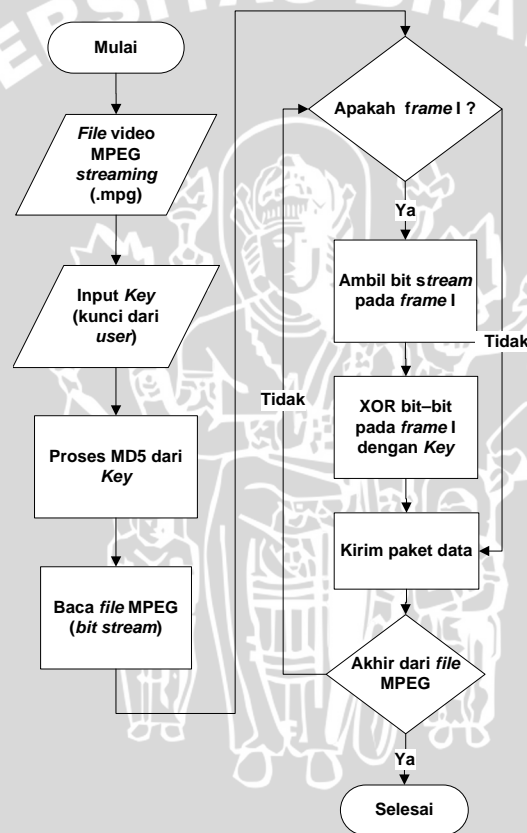 Mulai
File video
MPEG
streaming
(.mpg)
Input Key
(kunci dari
user)
Proses MD5 dari
Key
Baca file MPEG
(bit stream)
Apakah frame I ?
Ya
Tidak
Ambil bit stream
pada frame I
XOR bit–bit
pada frame I
dengan Key
Kirim paket data
Akhir dari file
MPEG
Tidak
Ya
Selesai